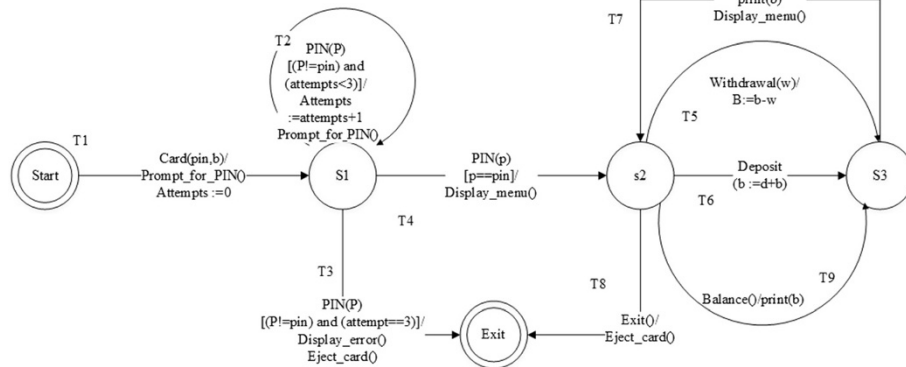 print(b)
Display_menu()
T7
T2
PIN(P)
[(P!=pin) and
(attempts<3)]/
Attempts
:=attempts+1
Prompt_for_PIN()
Withdrawal(w)/
B:=b-w
T5
T1
Start
Card(pin,b)/
Prompt_for_PIN()
Attempts :=0
S1
PIN(p)
[p==pin]/
Display_menu()
T4
s2
Deposit
(b :=d+b)
T6
S3
T3
T8
T9
PIN(P)
[(P!=pin) and (attempt==3)]/
Display_error()
Eject_card()
Exit
Exit()/
Eject_card()
Balance()/print(b)